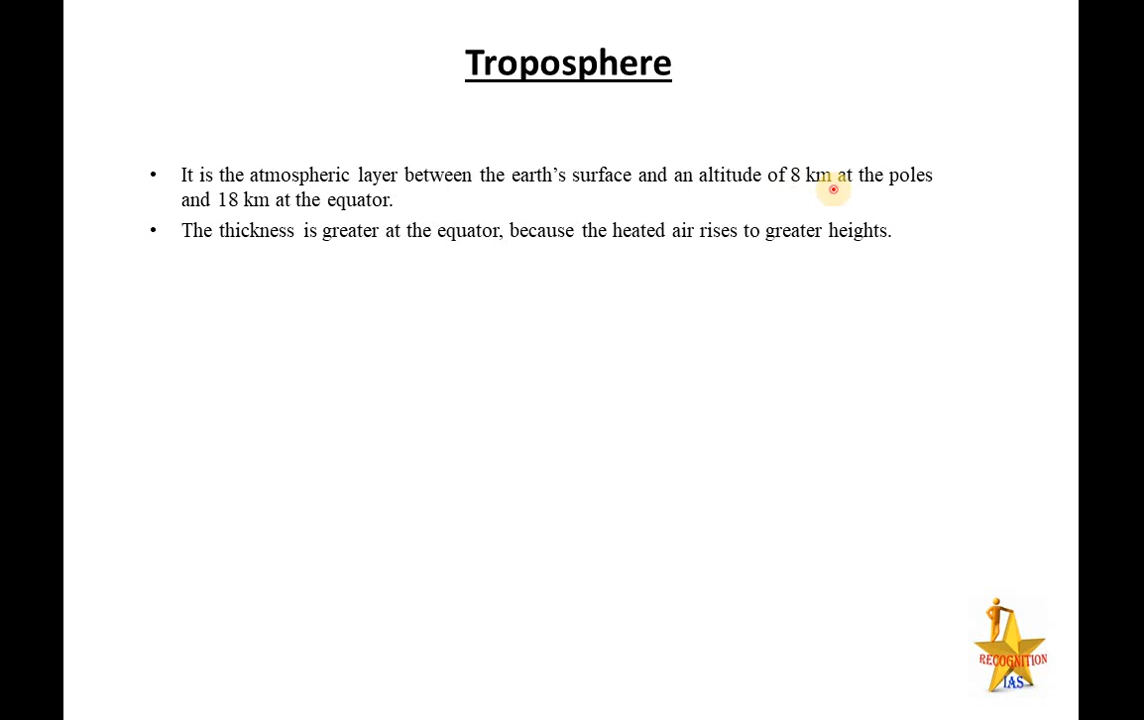 Troposphere
• It is the atmospheric layer between the earth’s surface and an altitude of 8 km at the poles
and 18 km at the equator.
• The thickness is greater at the equator, because the heated air rises to greater heights.
RECOGNITION
IAS